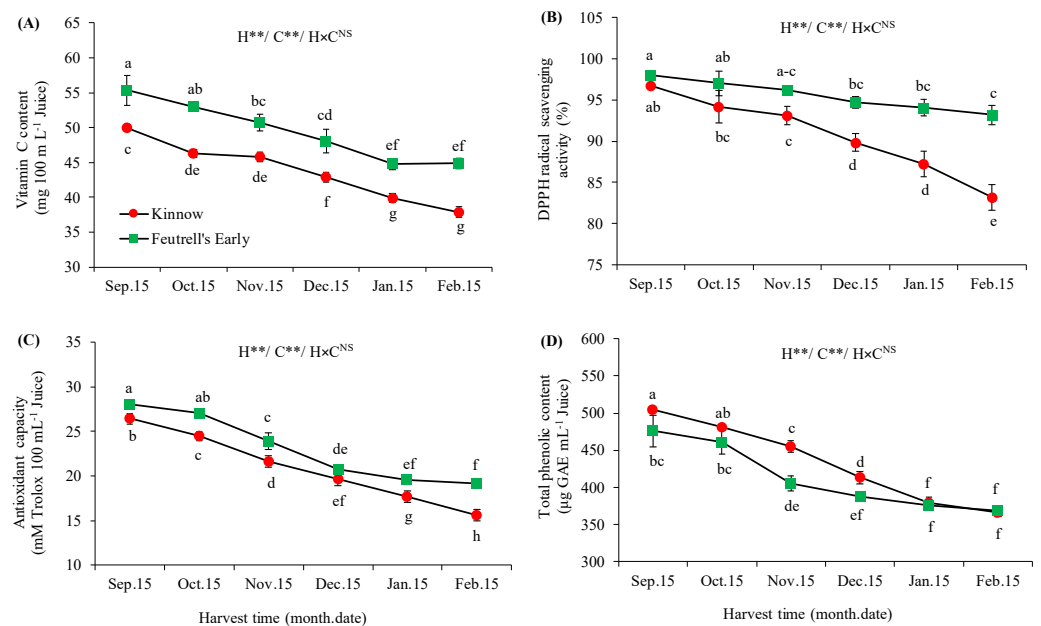 (A)
H**/ C**/ H×C^NS
Vitamin C content
(mg 100 m L⁻¹ Juice)
65
60
55
50
45
40
35
30
a
ab
bc
cd
ef
ef
c
de
de
f
g
g
Kinnow
Feutrell's Early
Sep.15 Oct.15 Nov.15 Dec.15 Jan.15 Feb.15
(B)
H**/ C**/ H×C^NS
DPPH radical scavenging
activity (%)
105
100
95
90
85
80
75
a
ab
a-c
bc
bc
c
ab
bc
c
d
d
e
Sep.15 Oct.15 Nov.15 Dec.15 Jan.15 Feb.15
(C)
H**/ C**/ H×C^NS
Antioxidant capacity
(mM Trolox 100 mL⁻¹ Juice)
35
30
25
20
15
10
a
ab
c
de
ef
f
b
c
d
ef
g
h
Sep.15 Oct.15 Nov.15 Dec.15 Jan.15 Feb.15
Harvest time (month.date)
(D)
H**/ C**/ H×C^NS
Total phenolic content
(µg GAE mL⁻¹ Juice)
600
550
500
450
400
350
300
a
ab
c
d
f
f
bc
bc
de
ef
f
f
Sep.15 Oct.15 Nov.15 Dec.15 Jan.15 Feb.15
Harvest time (month.date)